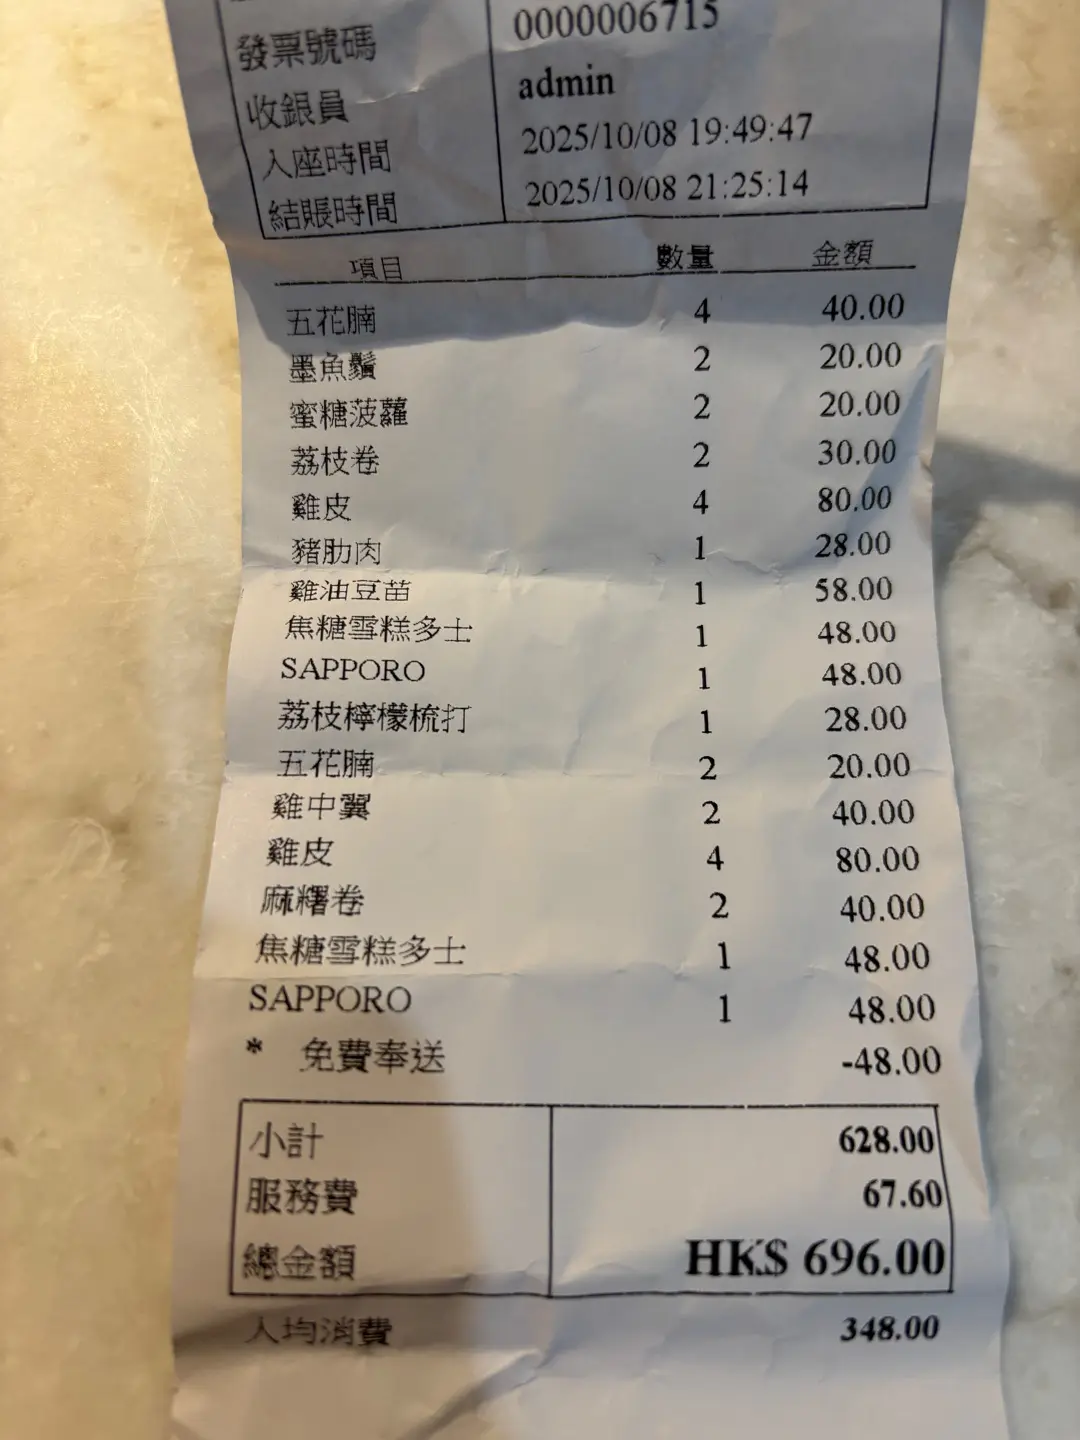 發票號碼 0000006715
收銀員 admin
入座時間 2025/10/08 19:49:47
結賬時間 2025/10/08 21:25:14
項目 數量 金額
五花腩 4 40.00
墨魚鬚 2 20.00
蜜糖菠蘿 2 20.00
荔枝卷 2 30.00
雞皮 4 80.00
豬肋肉 1 28.00
雞油豆苗 1 58.00
焦糖雪糕多士 1 48.00
SAPPORO 1 48.00
荔枝檸檬梳打 1 28.00
五花腩 2 20.00
雞中翼 2 40.00
雞皮 4 80.00
麻糬卷 2 40.00
焦糖雪糕多士 1 48.00
SAPPORO 1 48.00
* 免費奉送 -48.00
小計 628.00
服務費 67.60
總金額 HK$ 696.00
人均消費 348.00